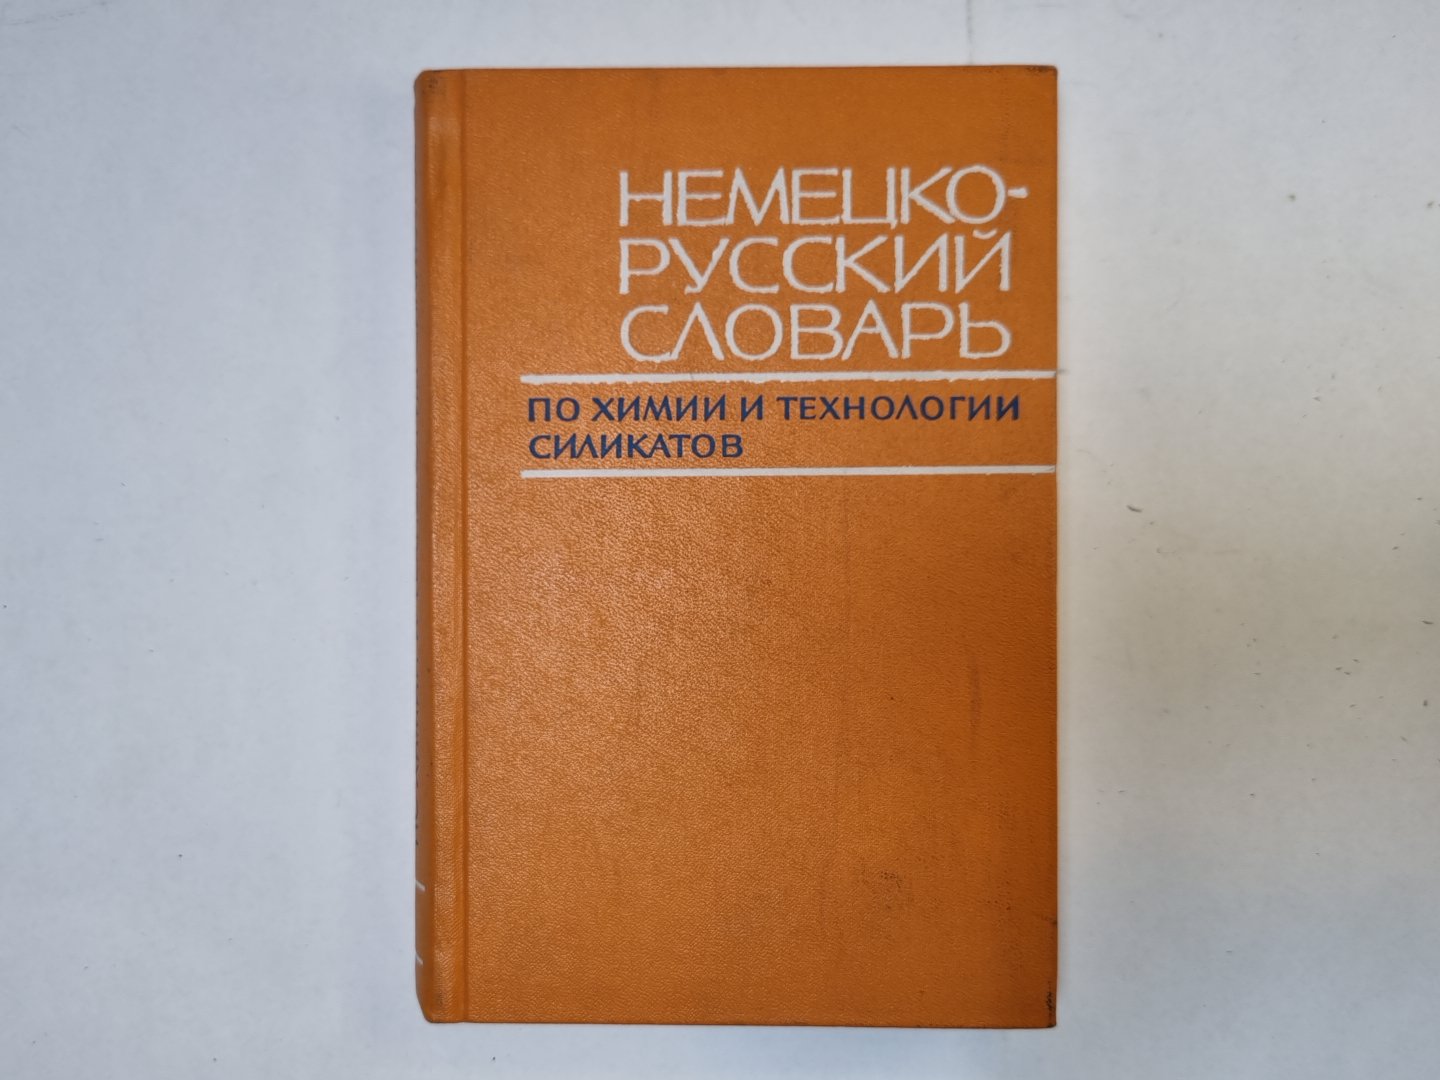 НЕМЕЦКО-
РУССКИЙ
СЛОВАРЬ
ПО ХИМИИ И ТЕХНОЛОГИИ
СИЛИКАТОВ